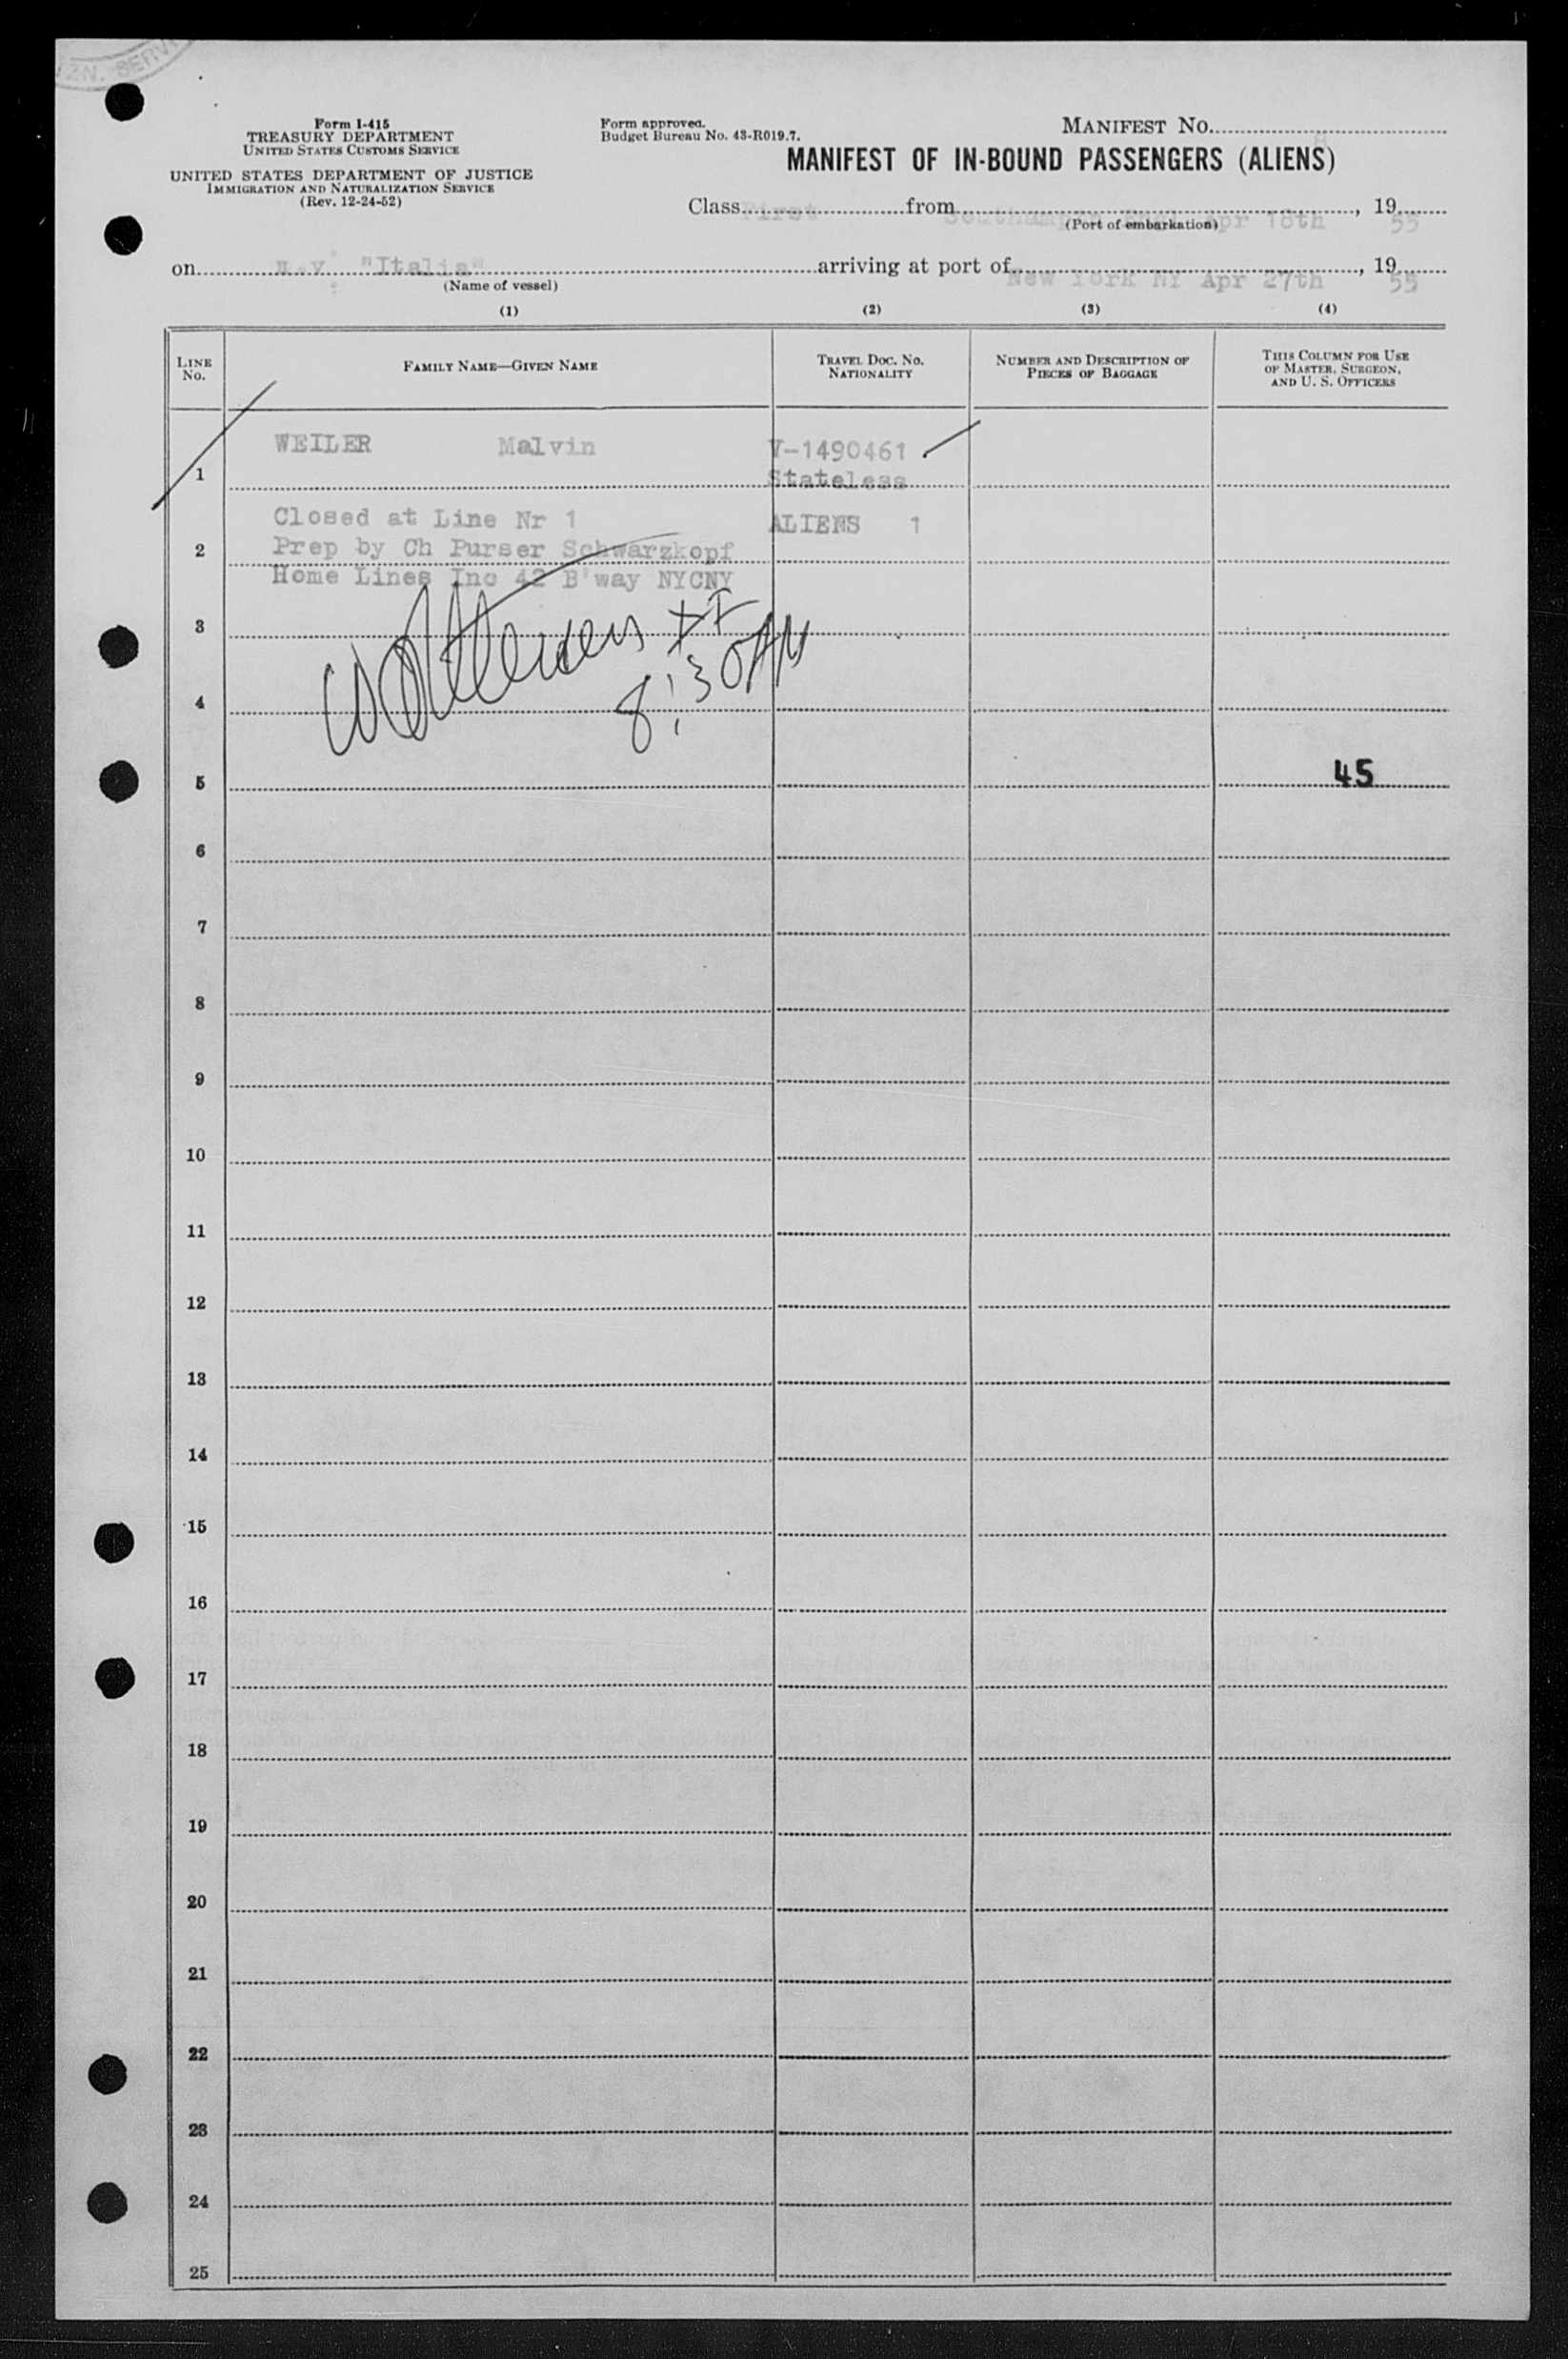 ZN. SERV
Form I-415
TREASURY DEPARTMENT
UNITED STATES CUSTOMS SERVICE
UNITED STATES DEPARTMENT OF JUSTICE
IMMIGRATION AND NATURALIZATION SERVICE
(Rev. 12-24-52)
Form approved.
Budget Bureau No. 43-R019.7.
MANIFEST NO.
MANIFEST OF IN-BOUND PASSENGERS (ALIENS)
Class First from Apr 18th, 19 55
(Port of embarkation)
on m.v. "Italia" arriving at port of New York NY Apr 27th, 19 55
(Name of vessel)
(1) (2) (3) (4)
LINE NO. FAMILY NAME—GIVEN NAME TRAVEL DOC. NO. NATIONALITY NUMBER AND DESCRIPTION OF PIECES OF BAGGAGE THIS COLUMN FOR USE OF MASTER, SURGEON, AND U. S. OFFICERS
WEILER Malvin V-1490461
1 Stateless
Closed at Line Nr 1 ALIENS 1
2 Prep by Ch Purser Schwarzkopf
Home Lines Inc 42 B'way NYCNY
3
8:30AM
4
5 45
6
7
8
9
10
11
12
13
14
15
16
17
18
19
20
21
22
23
24
25